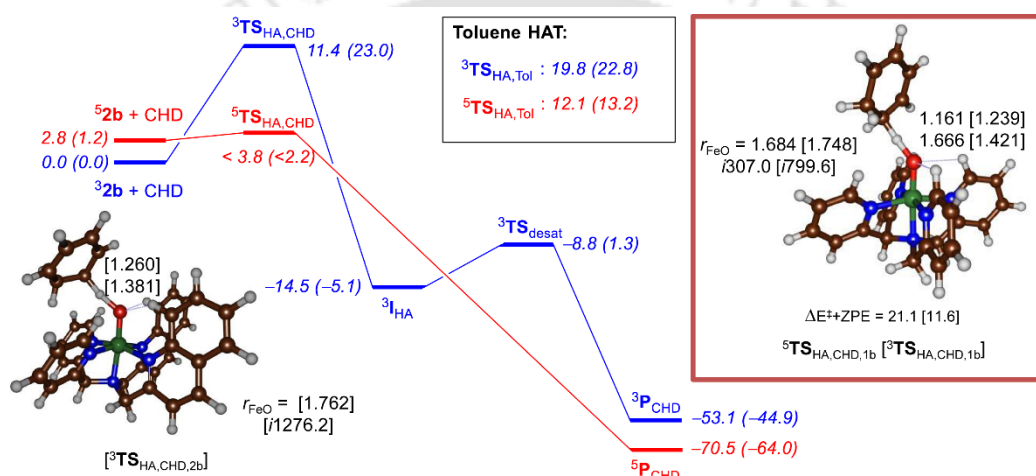 ³TS_HA,CHD
11.4 (23.0)
⁵2b + CHD
2.8 (1.2)
⁵TS_HA,CHD
< 3.8 (<2.2)
0.0 (0.0)
³2b + CHD
Toluene HAT:
³TS_HA,Tol : 19.8 (22.8)
⁵TS_HA,Tol : 12.1 (13.2)
³TS_desat
−8.8 (1.3)
−14.5 (−5.1)
³I_HA
³P_CHD
−53.1 (−44.9)
−70.5 (−64.0)
⁵P_CHD
[1.260]
[1.381]
r_FeO = [1.762]
[i1276.2]
[³TS_HA,CHD,2b]
1.161 [1.239]
1.666 [1.421]
r_FeO = 1.684 [1.748]
i307.0 [i799.6]
ΔE‡+ZPE = 21.1 [11.6]
⁵TS_HA,CHD,1b [³TS_HA,CHD,1b]